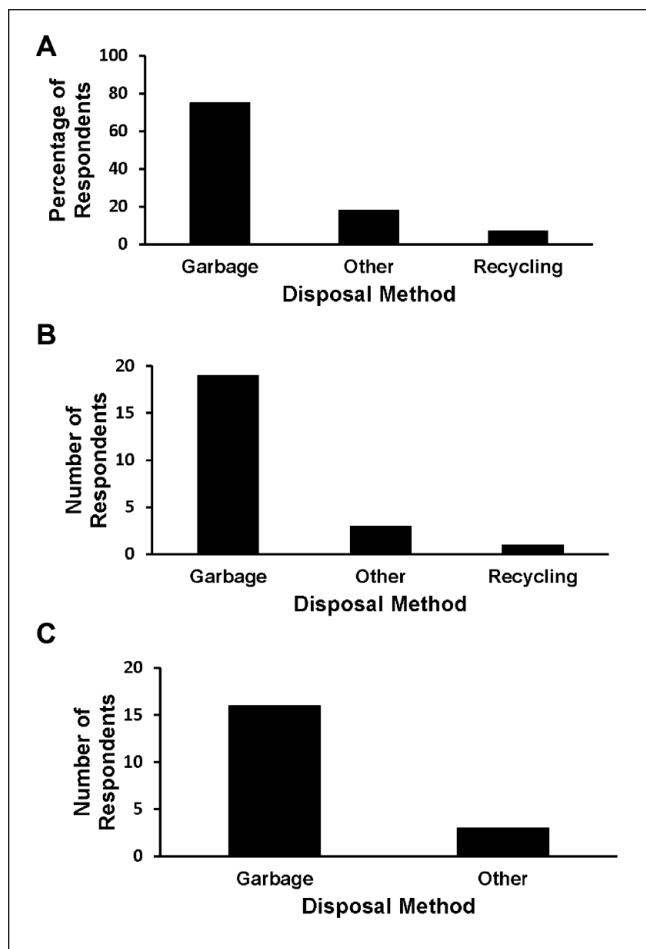 A
Percentage of
Respondents
100
80
60
40
20
0
Garbage
Other
Recycling
Disposal Method
B
Number of
Respondents
20
15
10
5
0
Garbage
Other
Recycling
Disposal Method
C
Number of
Respondents
20
15
10
5
0
Garbage
Other
Disposal Method